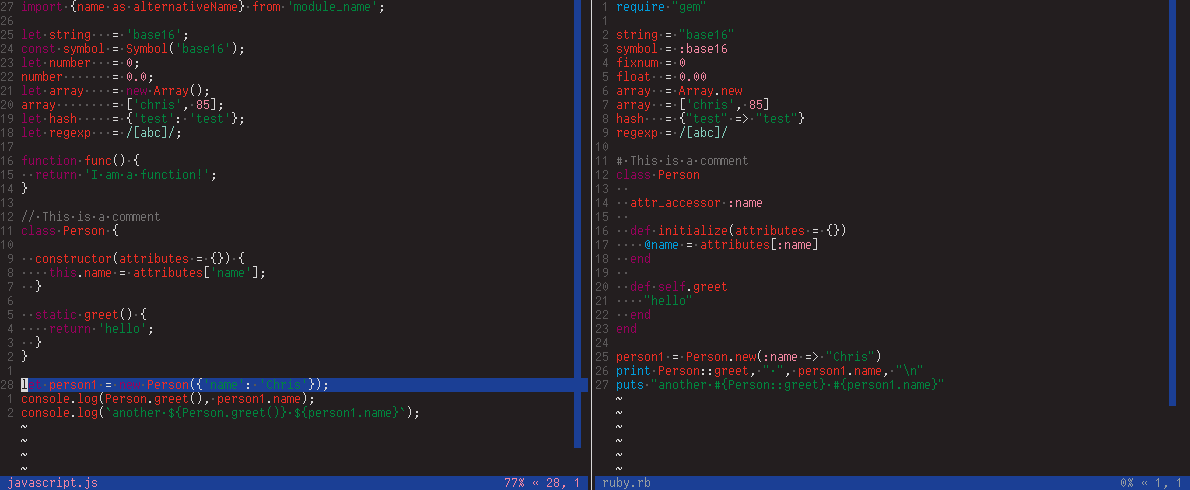 27 import {name as alternativeName} from 'module_name';
26
25 let·string···=·'base16';
24 const·symbol·=·Symbol('base16');
23 let·number···=·0;
22 number·······=·0.0;
21 let·array····=·new·Array();
20 array········=·['chris',·85];
19 let·hash·····=·{'test':·'test'};
18 let·regexp···=·/[abc]/;
17
16 function·func()·{
15 ··return·'I·am·a·function!';
14 }
13
12 //·This·is·a·comment
11 class·Person·{
10
9 ··constructor(attributes·=·{})·{
8 ····this.name·=·attributes['name'];
7 ··}
6
5 ··static·greet()·{
4 ····return·'hello';
3 ··}
2 }
1
28 let·person1·=·new·Person({'name':·'Chris'});
1 console.log(Person.greet(),·person1.name);
2 console.log(`another·${Person.greet()}·${person1.name}`);
~
~
~
~
javascript.js 77% « 28, 1
1 require·"gem"
1
2 string·=·"base16"
3 symbol·=·:base16
4 fixnum·=·0
5 float··=·0.00
6 array··=·Array.new
7 array··=·['chris',·85]
8 hash···=·{"test"·=>·"test"}
9 regexp·=·/[abc]/
10
11 #·This·is·a·comment
12 class·Person
13 ··
14 ··attr_accessor·:name
15 ··
16 ··def·initialize(attributes·=·{})
17 ····@name·=·attributes[:name]
18 ··end
19 ··
20 ··def·self.greet
21 ····"hello"
22 ··end
23 end
24
25 person1·=·Person.new(:name·=>·"Chris")
26 print·Person::greet,·"·",·person1.name,·"\n"
27 puts·"another·#{Person::greet}·#{person1.name}"
~
~
~
~
~
~
ruby.rb 0% « 1, 1